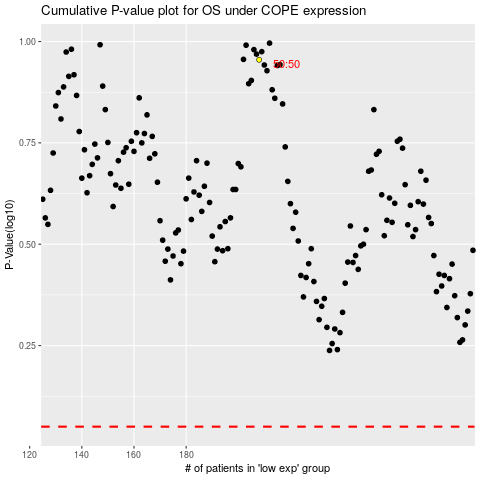 Cumulative P-value plot for OS under COPE expression
1.00
0.75
0.50
0.25
P-Value(log10)
50:50
120 140 160 180
# of patients in 'low exp' group